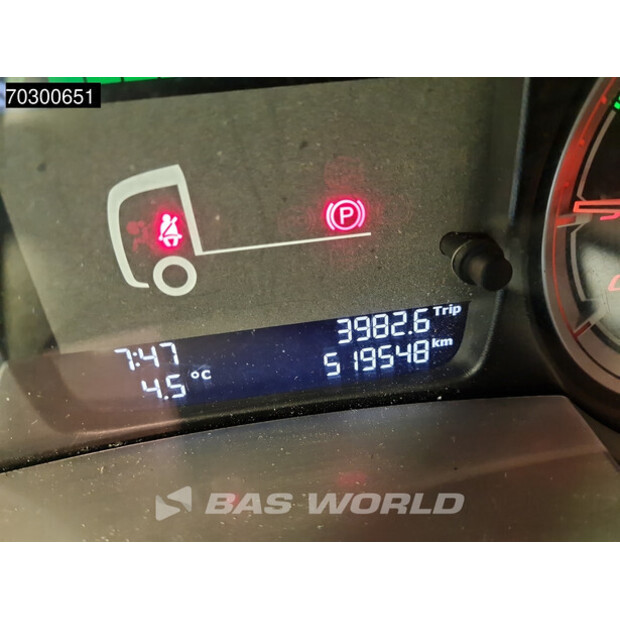 70300651
P
3982.6 Trip
7:47
519548 km
4.5 °C
BAS WORLD